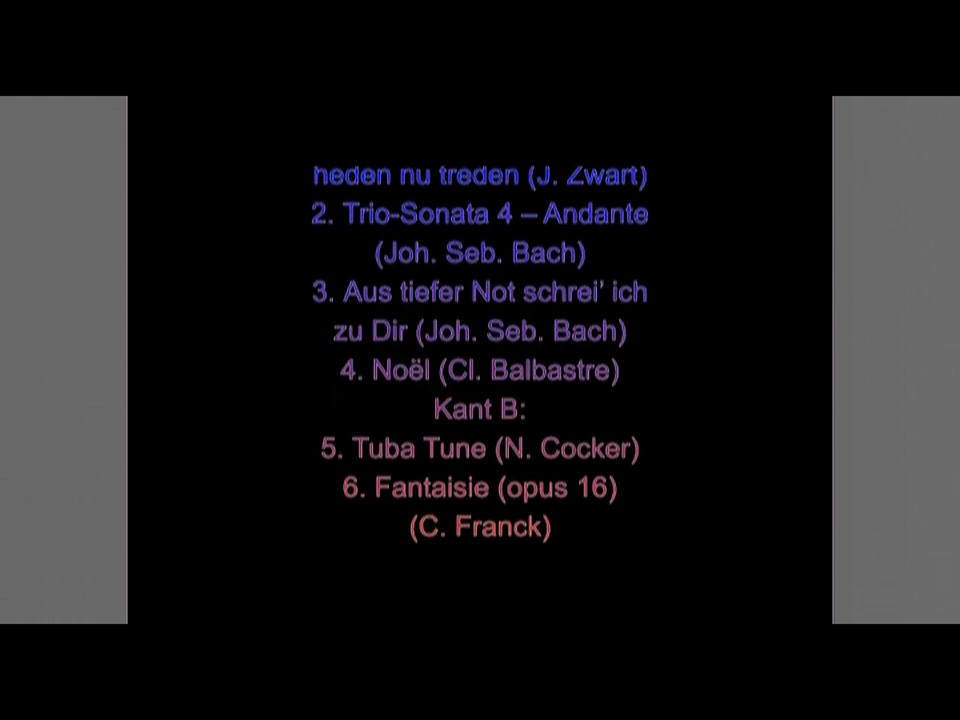 heden nu treden (J. Zwart)
2. Trio-Sonata 4 – Andante
(Joh. Seb. Bach)
3. Aus tiefer Not schrei’ ich
zu Dir (Joh. Seb. Bach)
4. Noël (Cl. Balbastre)
Kant B:
5. Tuba Tune (N. Cocker)
6. Fantaisie (opus 16)
(C. Franck)